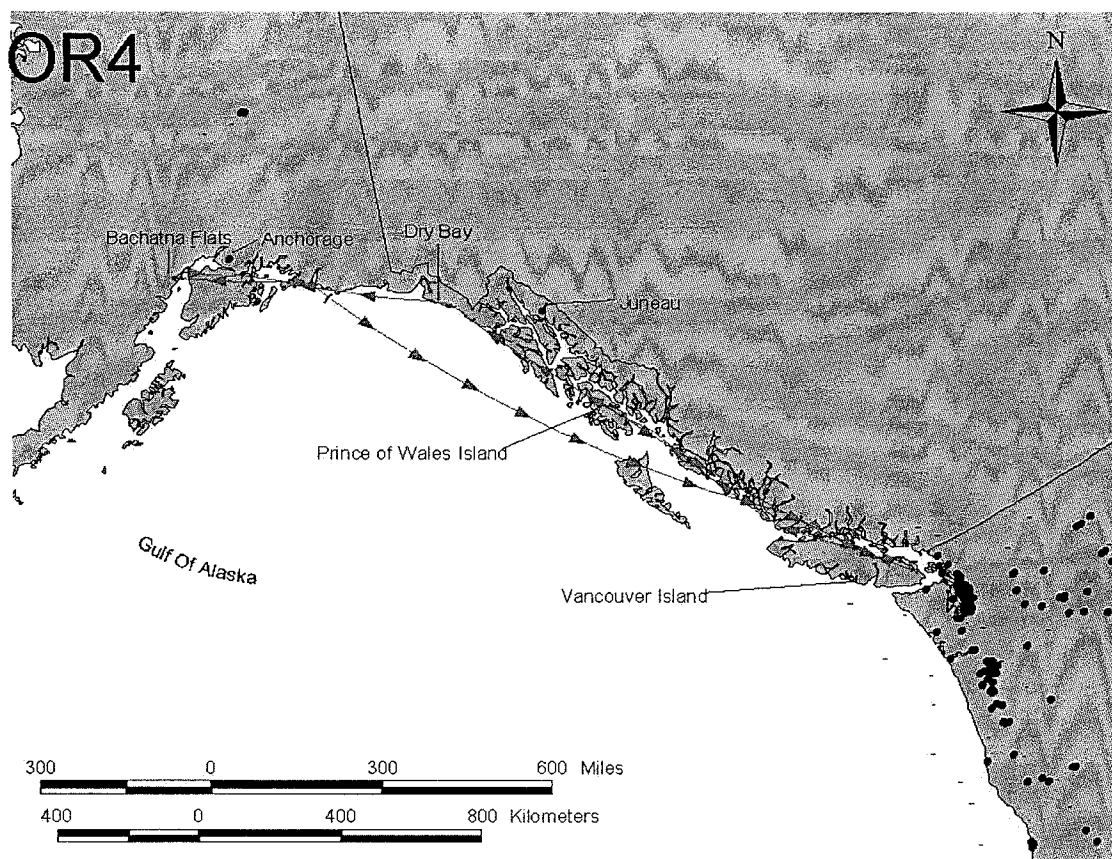 OR4
N
Bachatna Flats
Anchorage
Dry Bay
Juneau
Prince of Wales Island
Gulf Of Alaska
Vancouver Island
300 0 300 600 Miles
400 0 400 800 Kilometers